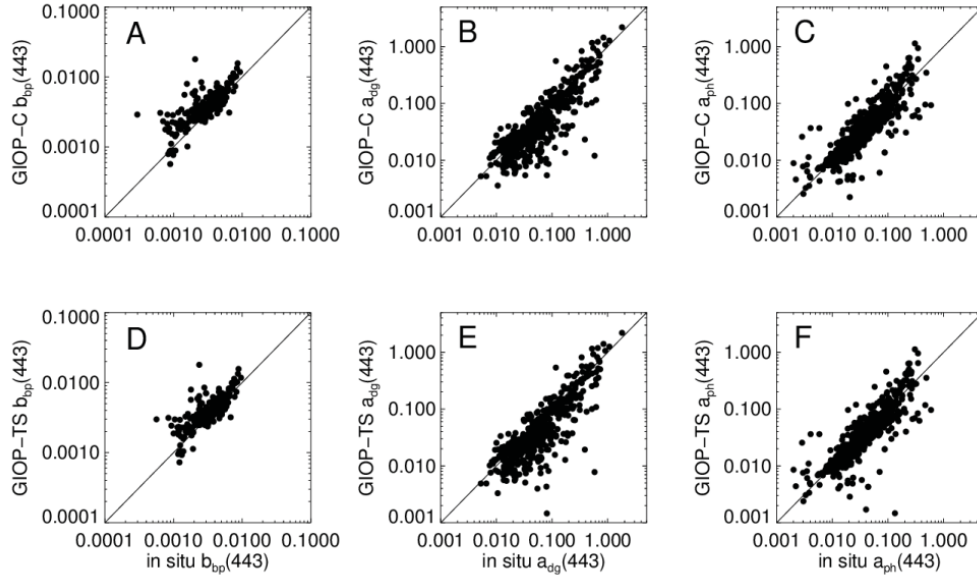 A
GIOP−C b_bp(443)
0.1000
0.0100
0.0010
0.0001
0.0001 0.0010 0.0100 0.1000
B
GIOP−C a_dg(443)
1.000
0.100
0.010
0.001
0.001 0.010 0.100 1.000
C
GIOP−C a_ph(443)
1.000
0.100
0.010
0.001
0.001 0.010 0.100 1.000
D
GIOP−TS b_bp(443)
0.1000
0.0100
0.0010
0.0001
0.0001 0.0010 0.0100 0.1000
in situ b_bp(443)
E
GIOP−TS a_dg(443)
1.000
0.100
0.010
0.001
0.001 0.010 0.100 1.000
in situ a_dg(443)
F
GIOP−TS a_ph(443)
1.000
0.100
0.010
0.001
0.001 0.010 0.100 1.000
in situ a_ph(443)